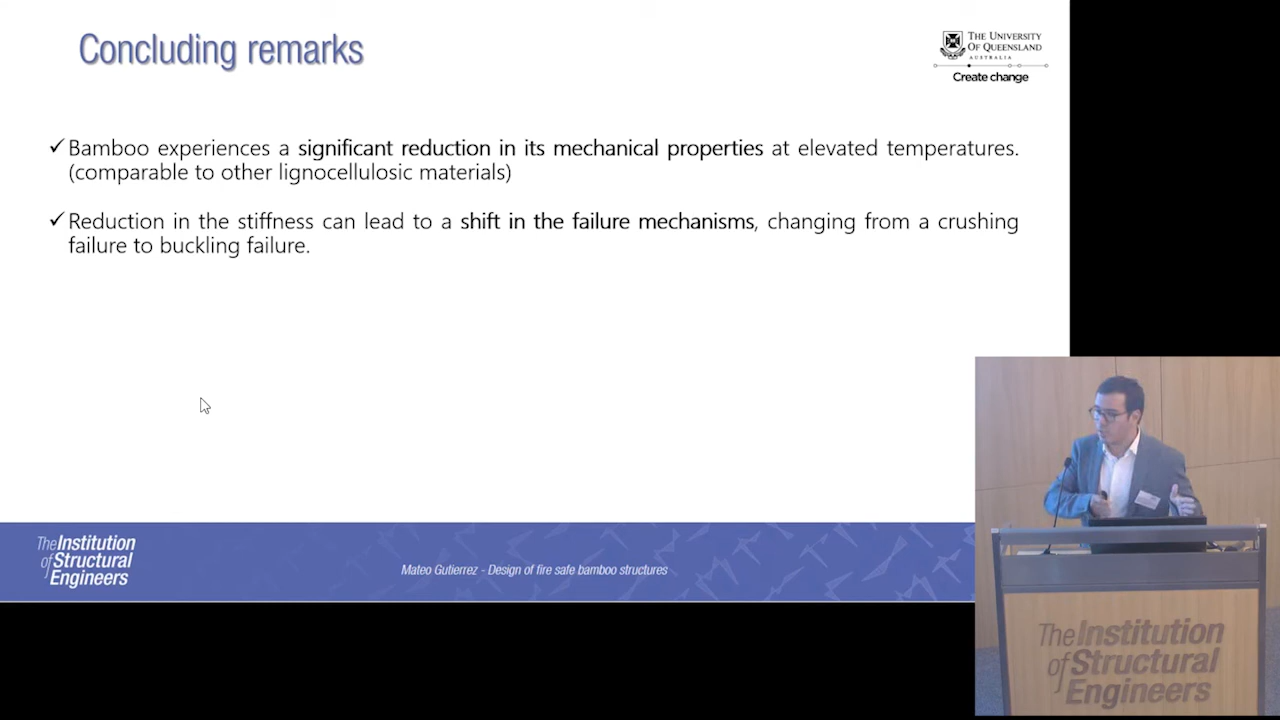 Concluding remarks
THE UNIVERSITY
OF QUEENSLAND
AUSTRALIA
Create change
✓ Bamboo experiences a significant reduction in its mechanical properties at elevated temperatures.
(comparable to other lignocellulosic materials)
✓ Reduction in the stiffness can lead to a shift in the failure mechanisms, changing from a crushing
failure to buckling failure.
The Institution
of Structural
Engineers
Mateo Gutierrez - Design of fire safe bamboo structures
The Institution
of Structural
Engineers